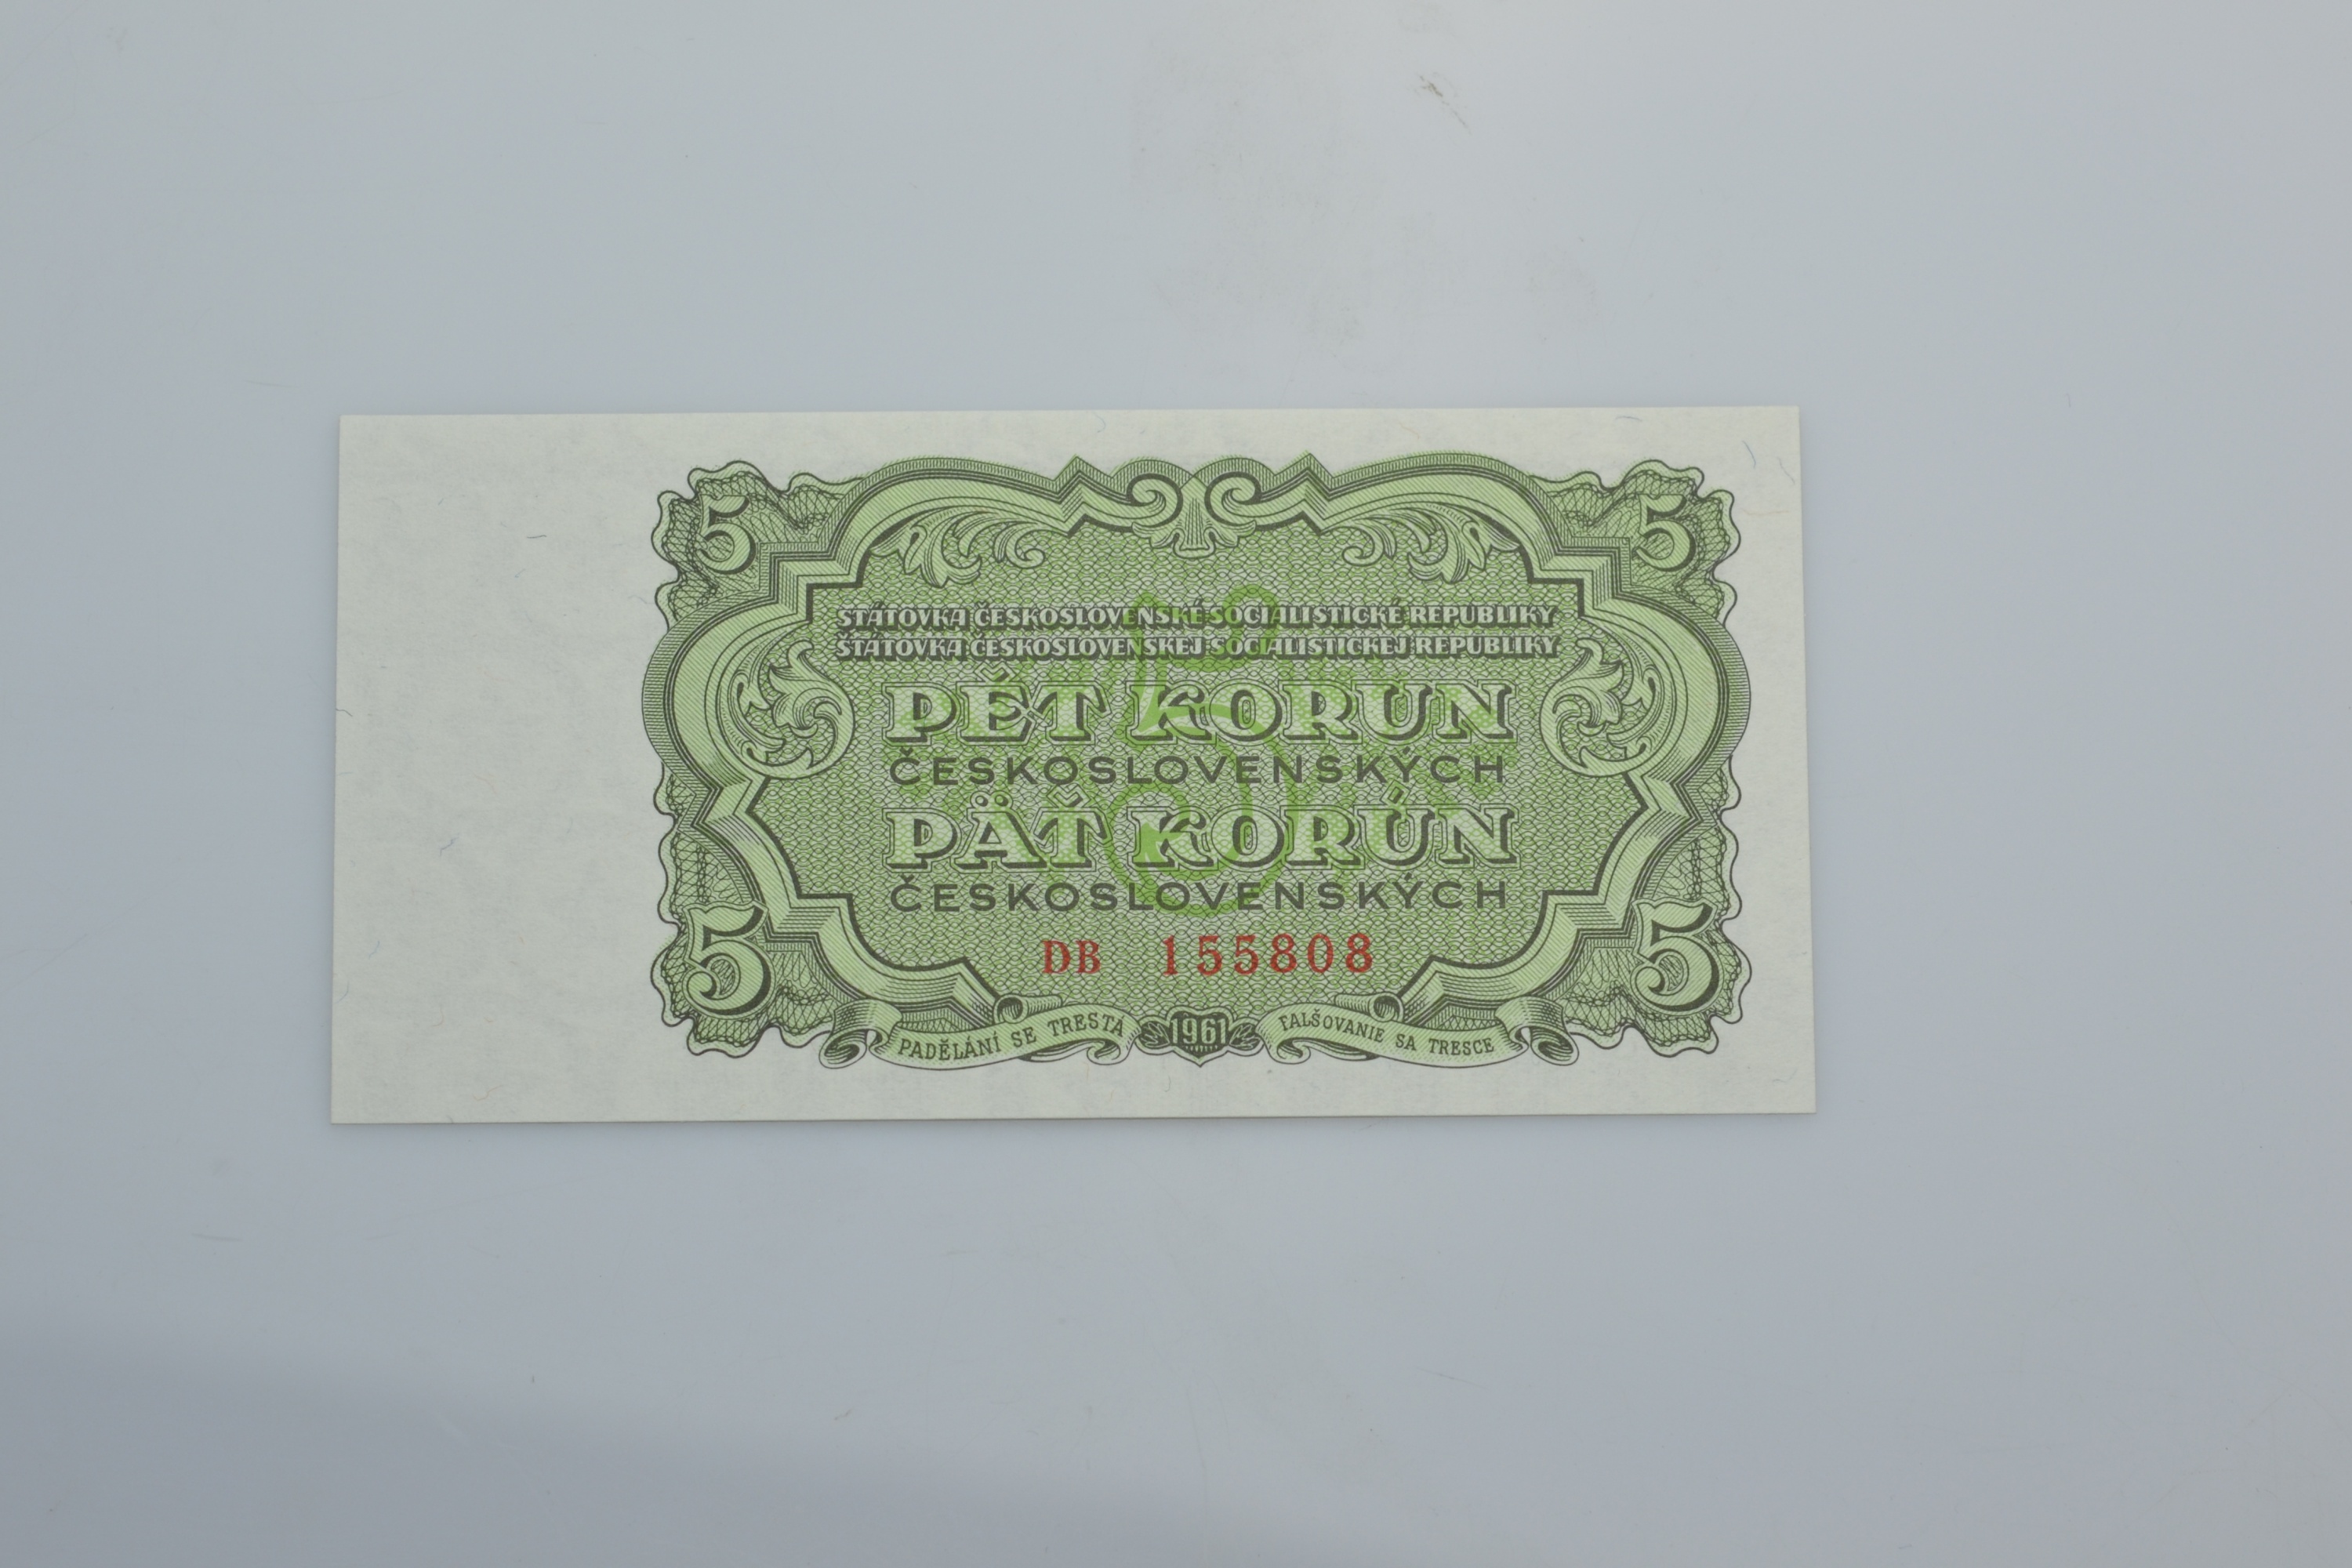 5 5
STÁTOVKA ČESKOSLOVENSKÉ SOCIALISTICKÉ REPUBLIKY
ŠTÁTOVKA ČESKOSLOVENSKEJ SOCIALISTICKEJ REPUBLIKY
PĚT KORUN
ČESKOSLOVENSKÝCH
PÄŤ KORÚN
ČESKOSLOVENSKÝCH
5 5
DB 155808
PADĚLÁNÍ SE TRESTÁ 1961 FALŠOVANIE SA TRESCE